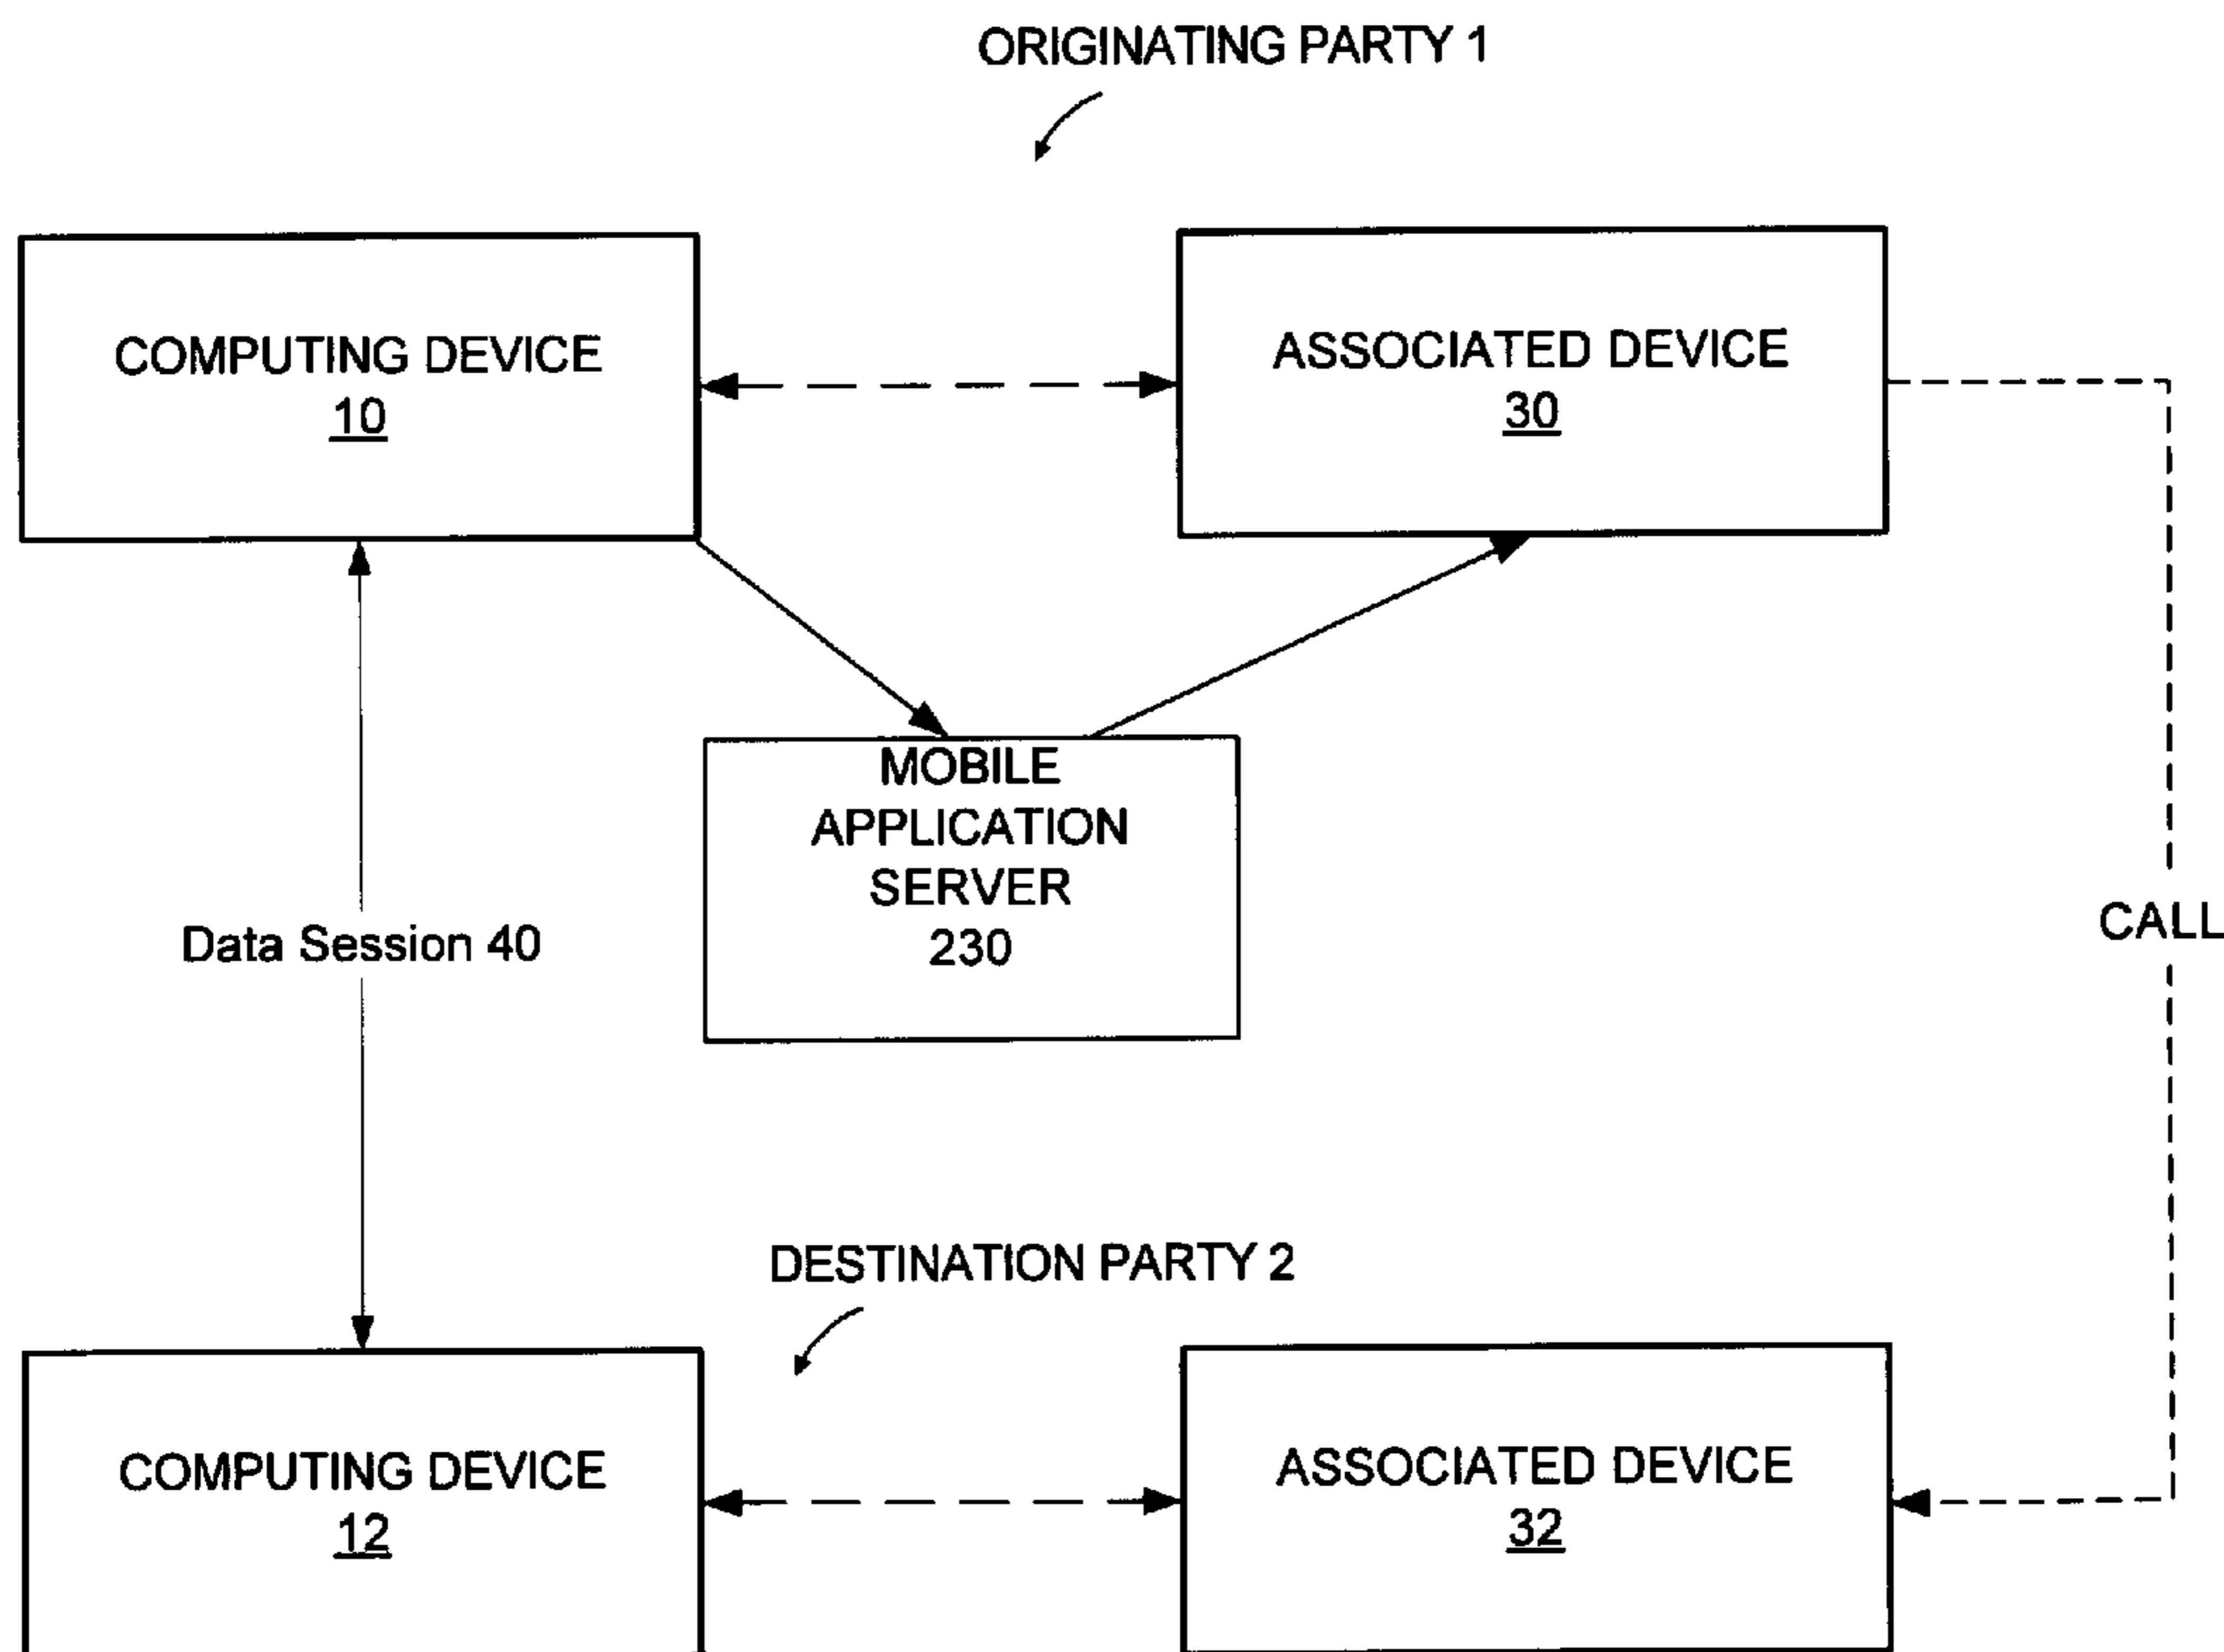 ORIGINATING PARTY 1
COMPUTING DEVICE
10
ASSOCIATED DEVICE
30
MOBILE
APPLICATION
SERVER
230
Data Session 40
CALL
DESTINATION PARTY 2
COMPUTING DEVICE
12
ASSOCIATED DEVICE
32